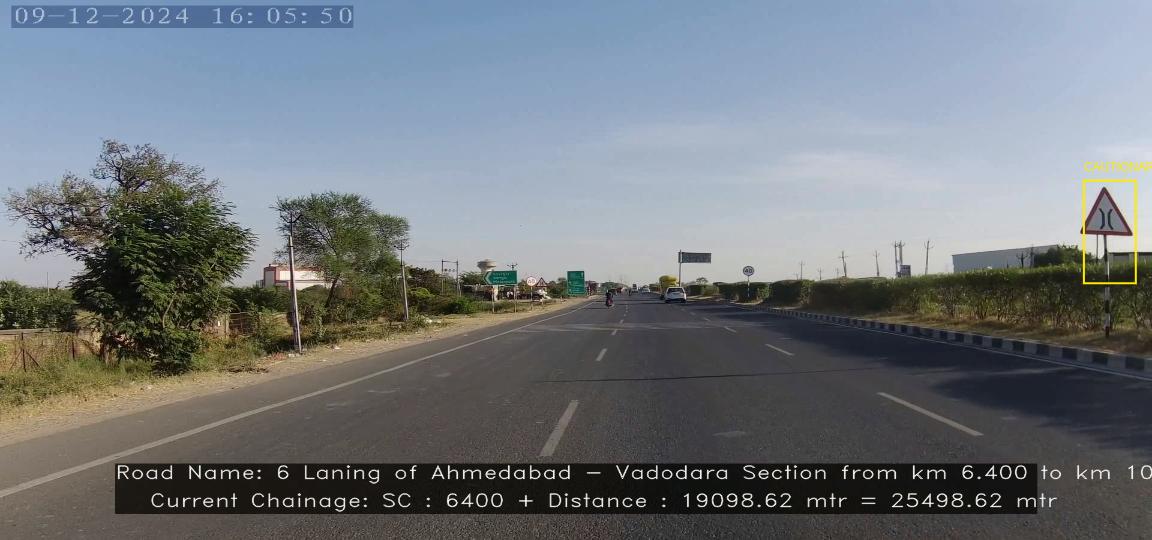 09-12-2024 16:05:50
CAUTIONAR
40
Road Name: 6 Laning of Ahmedabad - Vadodara Section from km 6.400 to km 10
Current Chainage: SC : 6400 + Distance : 19098.62 mtr = 25498.62 mtr